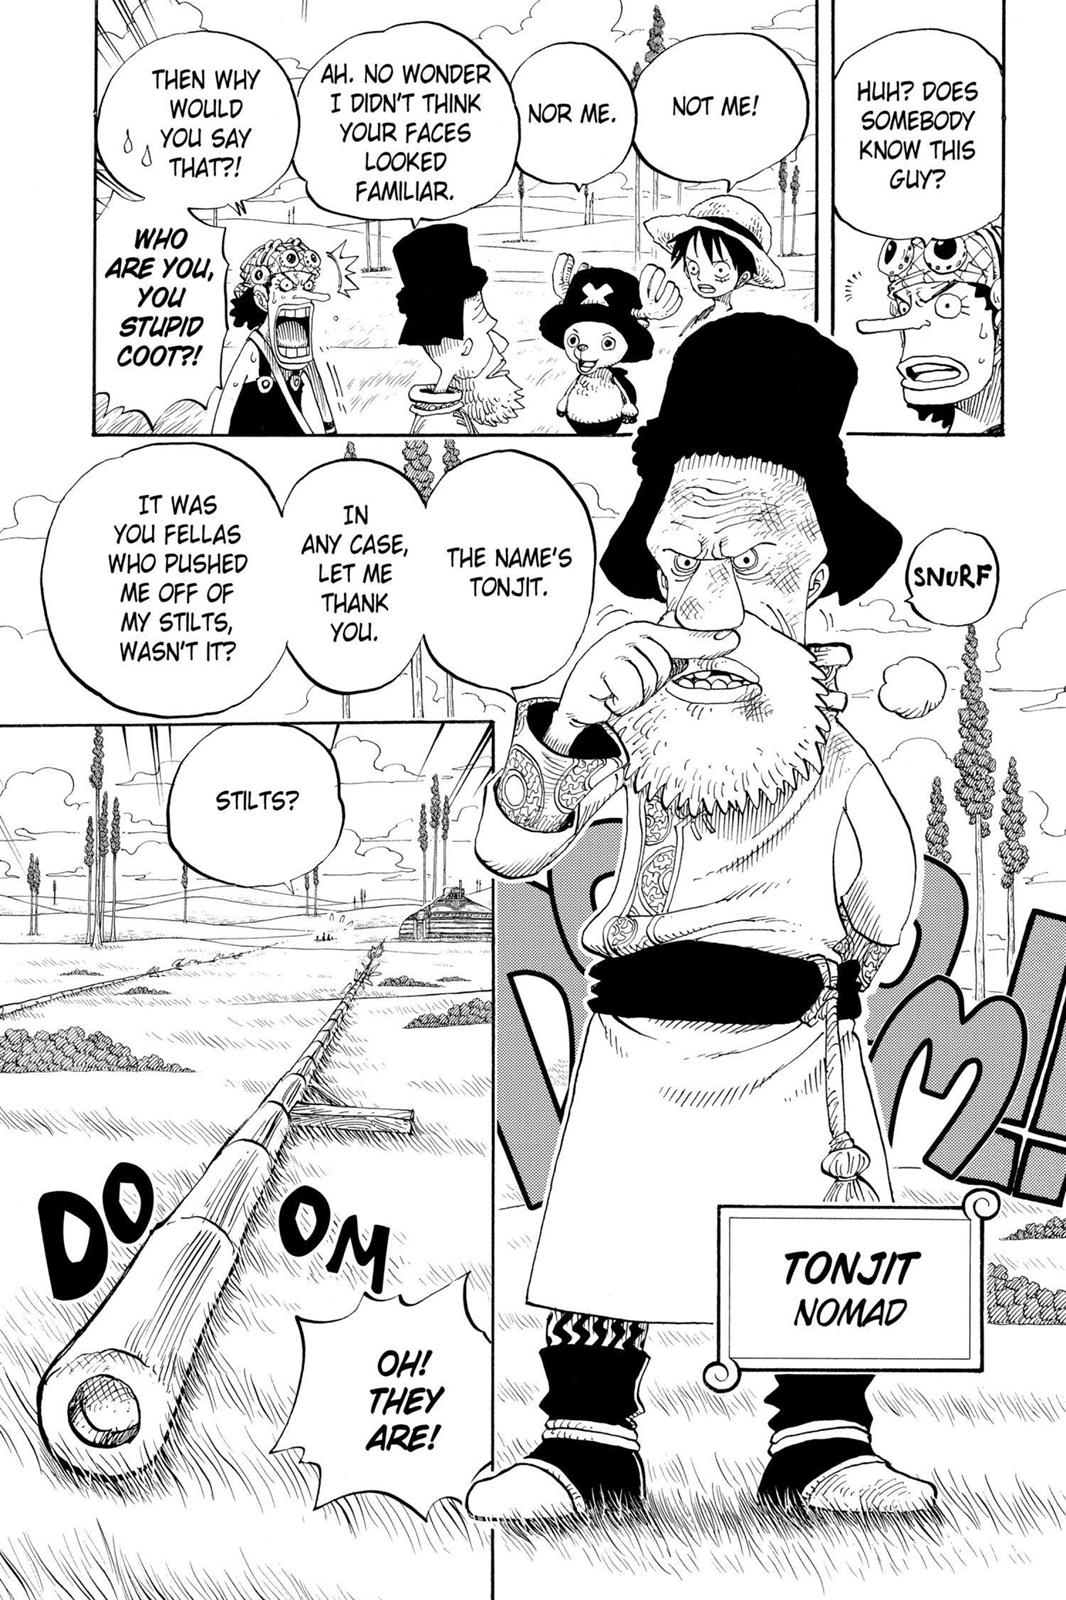 HUH? DOES
SOMEBODY
KNOW THIS
GUY?
NOT ME!
NOR ME.
AH. NO WONDER
I DIDN'T THINK
YOUR FACES
LOOKED
FAMILIAR.
THEN WHY
WOULD
YOU SAY
THAT?!
WHO
ARE YOU,
YOU
STUPID
COOT?!
SNURF
THE NAME'S
TONJIT.
IN
ANY CASE,
LET ME
THANK
YOU.
IT WAS
YOU FELLAS
WHO PUSHED
ME OFF OF
MY STILTS,
WASN'T IT?
TONJIT
NOMAD
STILTS?
DOOM
OH!
THEY
ARE!